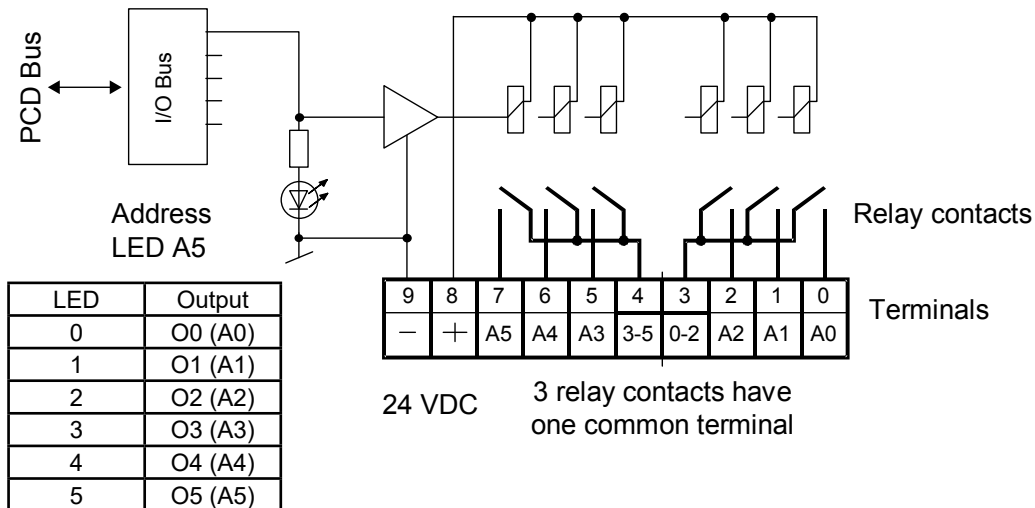 PCD Bus
I/O Bus
Address
LED A5
Relay contacts
9 8 7 6 5 4 3 2 1 0
− + A5 A4 A3 3-5 0-2 A2 A1 A0
Terminals
24 VDC
3 relay contacts have
one common terminal
LED Output
0 O0 (A0)
1 O1 (A1)
2 O2 (A2)
3 O3 (A3)
4 O4 (A4)
5 O5 (A5)